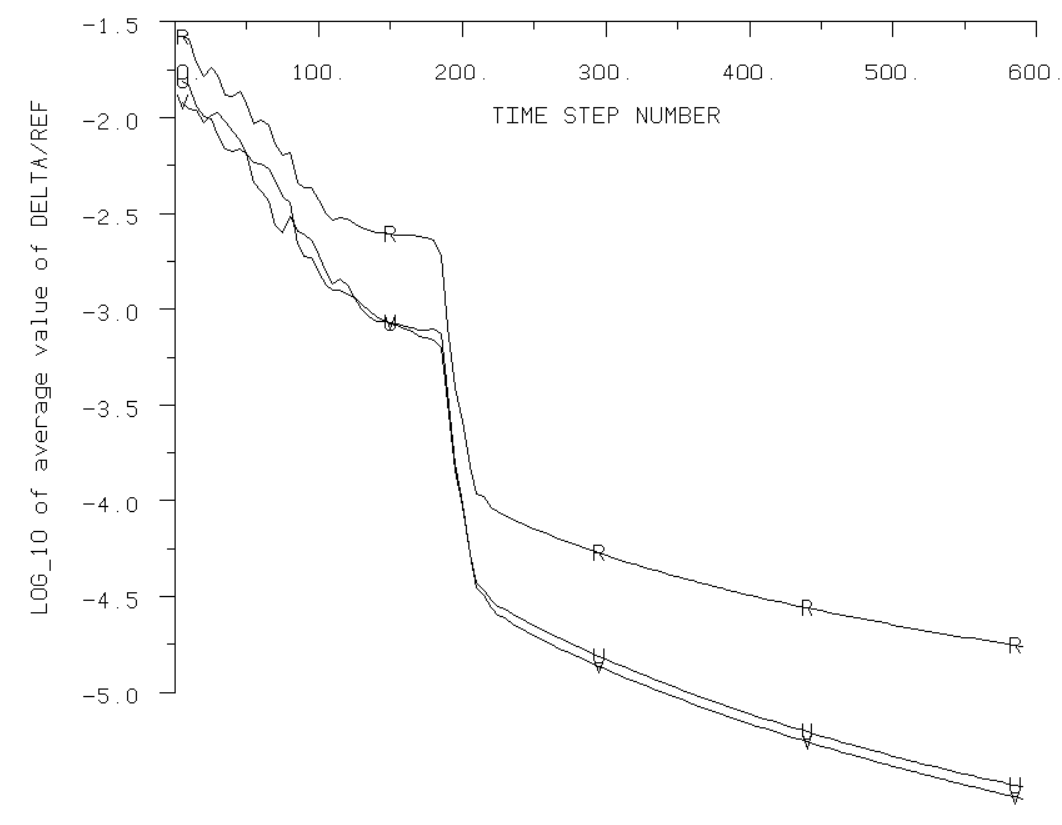 -1.5
R
0.
100.
200.
300.
400.
500.
600.
U
V
TIME STEP NUMBER
-2.0
-2.5
R
-3.0
U
V
-3.5
-4.0
R
-4.5
R
U
V
R
-5.0
U
V
U
V
LOG_10 of average value of DELTA/REF